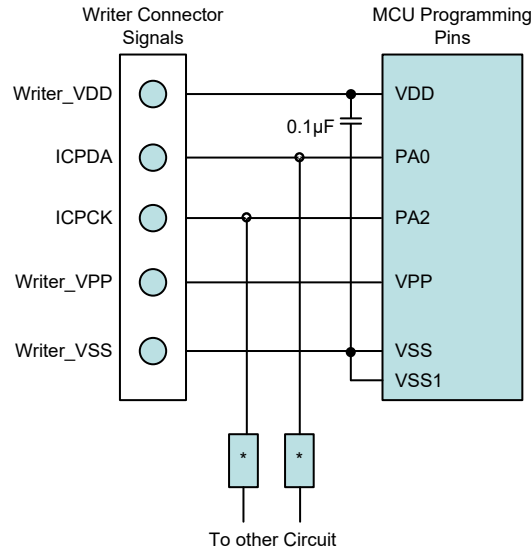 Writer Connector
Signals
MCU Programming
Pins
Writer_VDD
VDD
0.1µF
ICPDA
PA0
ICPCK
PA2
Writer_VPP
VPP
Writer_VSS
VSS
VSS1
*
*
To other Circuit